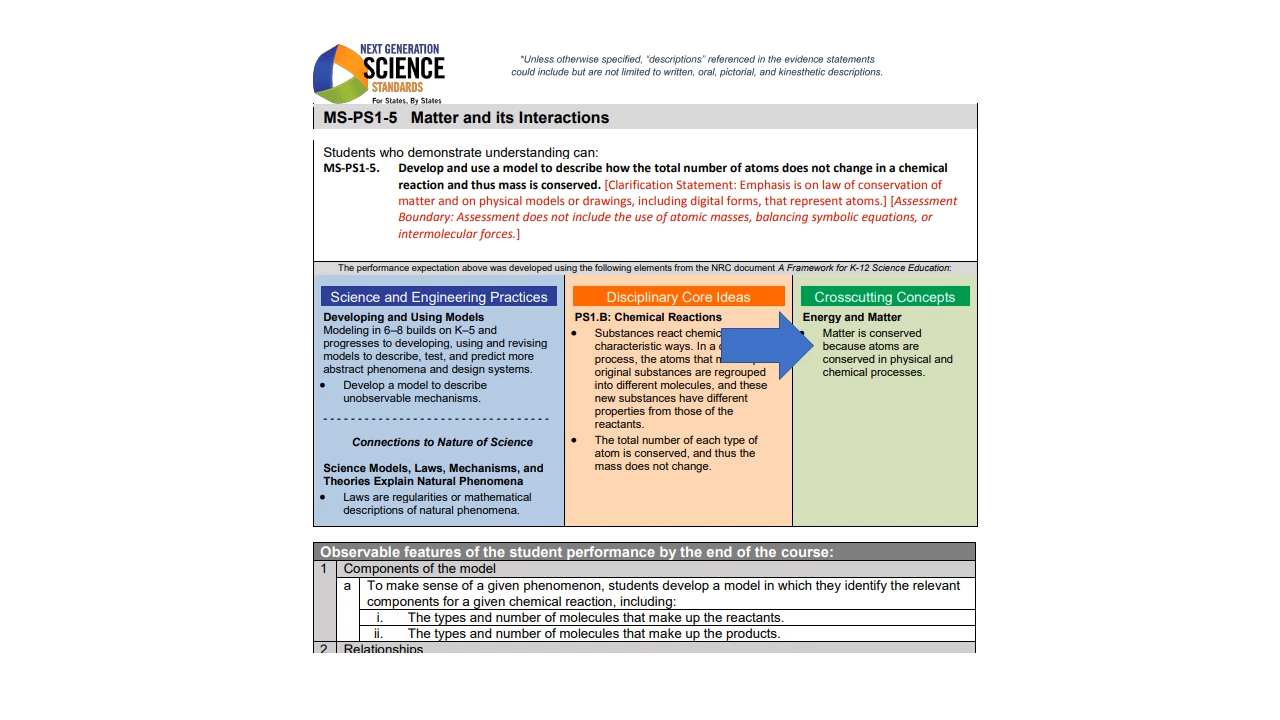 NEXT GENERATION
SCIENCE
STANDARDS
For States, By States
*Unless otherwise specified, “descriptions” referenced in the evidence statements
could include but are not limited to written, oral, pictorial, and kinesthetic descriptions.
MS-PS1-5 Matter and its Interactions
Students who demonstrate understanding can:
MS-PS1-5. Develop and use a model to describe how the total number of atoms does not change in a chemical
reaction and thus mass is conserved. [Clarification Statement: Emphasis is on law of conservation of
matter and on physical models or drawings, including digital forms, that represent atoms.] [Assessment
Boundary: Assessment does not include the use of atomic masses, balancing symbolic equations, or
intermolecular forces.]
The performance expectation above was developed using the following elements from the NRC document A Framework for K-12 Science Education:
Science and Engineering Practices
Developing and Using Models
Modeling in 6–8 builds on K–5 and
progresses to developing, using and revising
models to describe, test, and predict more
abstract phenomena and design systems.
• Develop a model to describe
unobservable mechanisms.
- - - - - - - - - - - - - - - - - - - - - - - - - - - - - - - - -
Connections to Nature of Science
Science Models, Laws, Mechanisms, and
Theories Explain Natural Phenomena
• Laws are regularities or mathematical
descriptions of natural phenomena.
Disciplinary Core Ideas
PS1.B: Chemical Reactions
• Substances react
characteristic ways. In a
process, the atoms that
original substances are regrouped
into different molecules, and these
new substances have different
properties from those of the
reactants.
• The total number of each type of
atom is conserved, and thus the
mass does not change.
Crosscutting Concepts
Energy and Matter
• Matter is conserved
because atoms are
conserved in physical and
chemical processes.
Observable features of the student performance by the end of the course:
1 Components of the model
a To make sense of a given phenomenon, students develop a model in which they identify the relevant
components for a given chemical reaction, including:
i. The types and number of molecules that make up the reactants.
ii. The types and number of molecules that make up the products.
2 Relationships